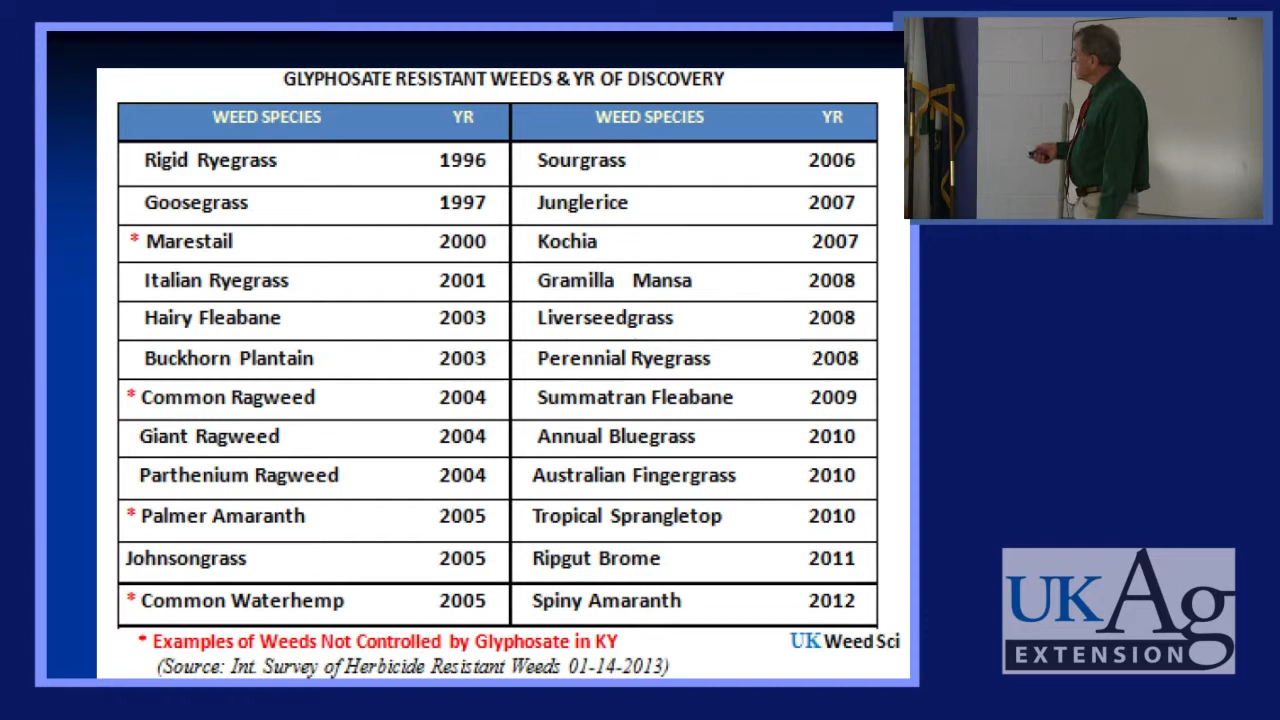 GLYPHOSATE RESISTANT WEEDS & YR OF DISCOVERY
WEED SPECIES YR WEED SPECIES YR
Rigid Ryegrass 1996 Sourgrass 2006
Goosegrass 1997 Junglerice 2007
* Marestail 2000 Kochia 2007
Italian Ryegrass 2001 Gramilla Mansa 2008
Hairy Fleabane 2003 Liverseedgrass 2008
Buckhorn Plantain 2003 Perennial Ryegrass 2008
* Common Ragweed 2004 Summatran Fleabane 2009
Giant Ragweed 2004 Annual Bluegrass 2010
Parthenium Ragweed 2004 Australian Fingergrass 2010
* Palmer Amaranth 2005 Tropical Sprangletop 2010
Johnsongrass 2005 Ripgut Brome 2011
* Common Waterhemp 2005 Spiny Amaranth 2012
* Examples of Weeds Not Controlled by Glyphosate in KY UK Weed Sci
(Source: Int. Survey of Herbicide Resistant Weeds 01-14-2013)
UKAg
EXTENSION